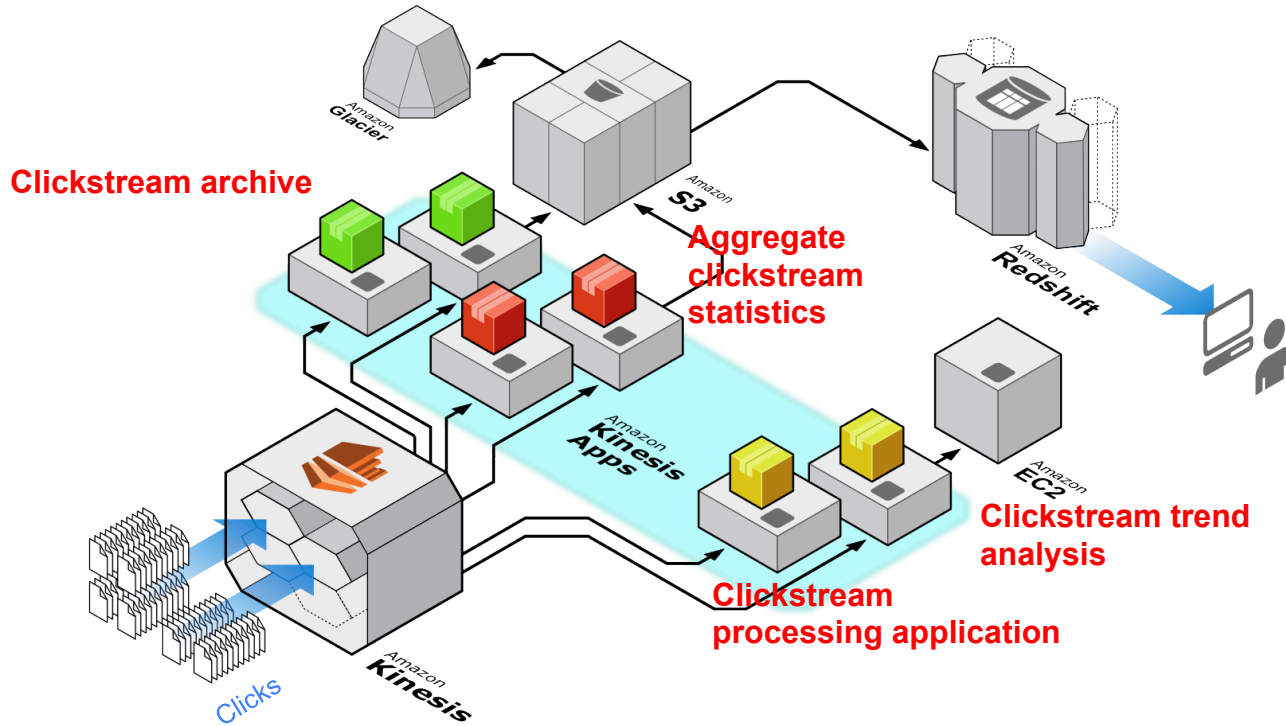 Amazon
Glacier
Clickstream archive
Amazon
S3
Aggregate
clickstream
statistics
Amazon
Redshift
Amazon
Kinesis
Apps
Amazon
EC2
Clickstream trend
analysis
Clickstream
processing application
Amazon
Kinesis
Clicks